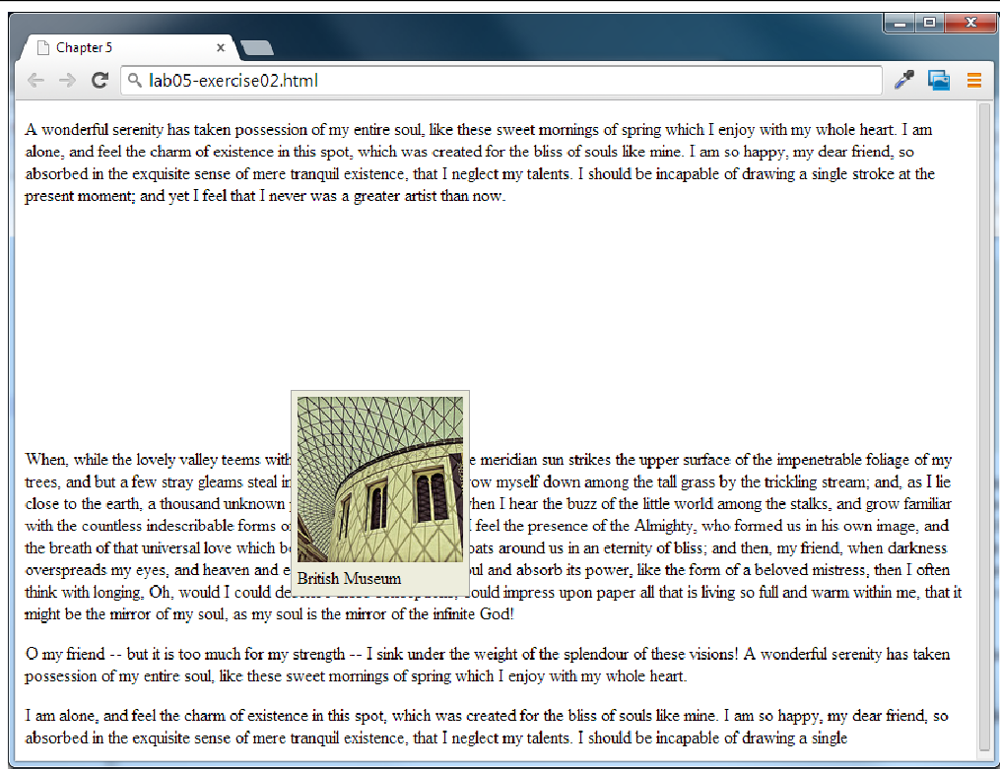 Chapter 5
lab05-exercise02.html
A wonderful serenity has taken possession of my entire soul, like these sweet mornings of spring which I enjoy with my whole heart. I am
alone, and feel the charm of existence in this spot, which was created for the bliss of souls like mine. I am so happy, my dear friend, so
absorbed in the exquisite sense of mere tranquil existence, that I neglect my talents. I should be incapable of drawing a single stroke at the
present moment; and yet I feel that I never was a greater artist than now.
When, while the lovely valley teems with e meridian sun strikes the upper surface of the impenetrable foliage of my
trees, and but a few stray gleams steal in row myself down among the tall grass by the trickling stream; and, as I lie
close to the earth, a thousand unknown when I hear the buzz of the little world among the stalks, and grow familiar
with the countless indescribable forms o I feel the presence of the Almighty, who formed us in his own image, and
the breath of that universal love which b oats around us in an eternity of bliss; and then, my friend, when darkness
overspreads my eyes, and heaven and e ul and absorb its power, like the form of a beloved mistress, then I often
British Museum
think with longing, Oh, would I could could impress upon paper all that is living so full and warm within me, that it
might be the mirror of my soul, as my soul is the mirror of the infinite God!
O my friend -- but it is too much for my strength -- I sink under the weight of the splendour of these visions! A wonderful serenity has taken
possession of my entire soul, like these sweet mornings of spring which I enjoy with my whole heart.
I am alone, and feel the charm of existence in this spot, which was created for the bliss of souls like mine. I am so happy, my dear friend, so
absorbed in the exquisite sense of mere tranquil existence, that I neglect my talents. I should be incapable of drawing a single